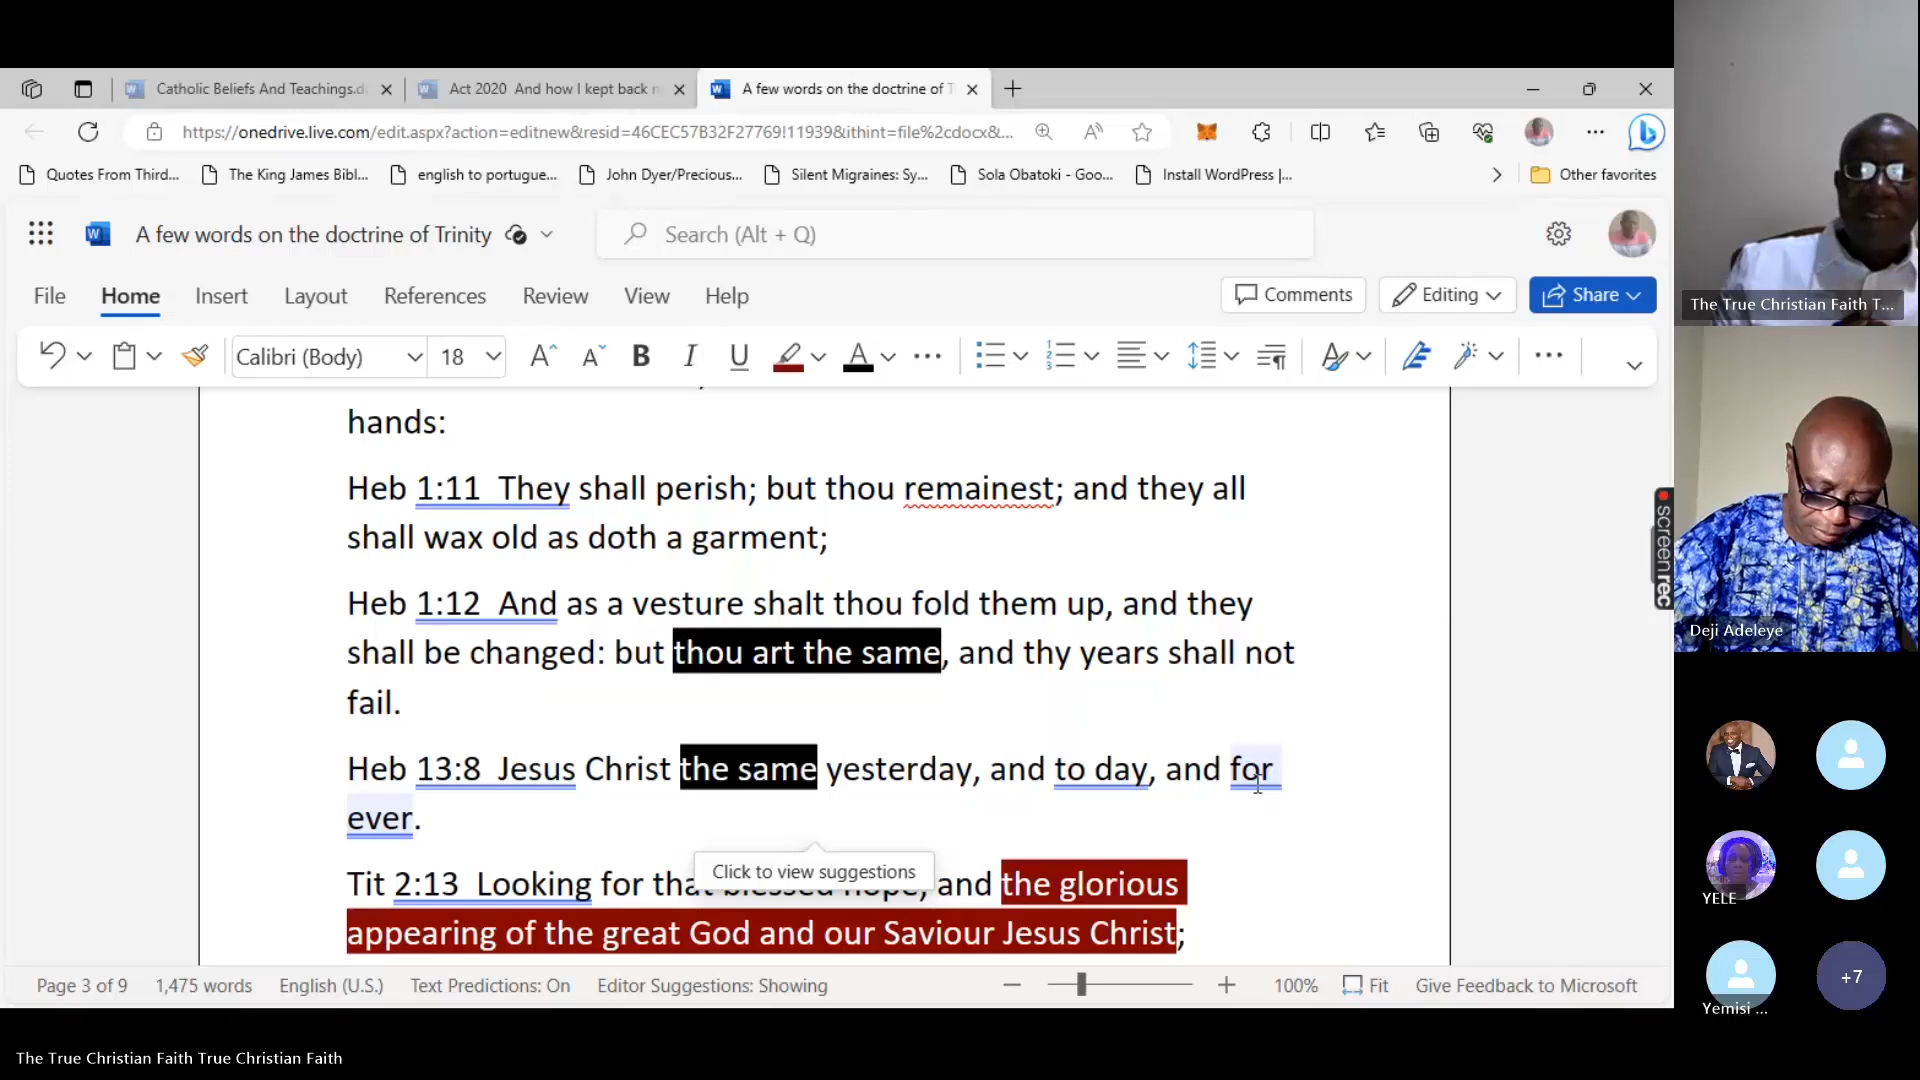 Catholic Beliefs And Teachings.d
Act 2020 And how I kept back n
A few words on the doctrine of T
https://onedrive.live.com/edit.aspx?action=editnew&resid=46CEC57B32F27769!11939&ithint=file%2cdocx&...
Quotes From Third...
The King James Bibl...
english to portugue...
John Dyer/Precious...
Silent Migraines: Sy...
Sola Obatoki - Goo...
Install WordPress |...
Other favorites
A few words on the doctrine of Trinity
Search (Alt + Q)
File Home Insert Layout References Review View Help
Comments
Editing
Share
Calibri (Body)
18
hands:
Heb 1:11 They shall perish; but thou remainest; and they all
shall wax old as doth a garment;
Heb 1:12 And as a vesture shalt thou fold them up, and they
shall be changed: but thou art the same, and thy years shall not
fail.
Heb 13:8 Jesus Christ the same yesterday, and to day, and for
ever.
Click to view suggestions
Tit 2:13 Looking for that blessed hope, and the glorious
appearing of the great God and our Saviour Jesus Christ;
Page 3 of 9 1,475 words English (U.S.) Text Predictions: On Editor Suggestions: Showing
100% Fit Give Feedback to Microsoft
screenrec
The True Christian Faith T...
Deji Adeleye
YELE
Yemisi ...
+7
The True Christian Faith True Christian Faith